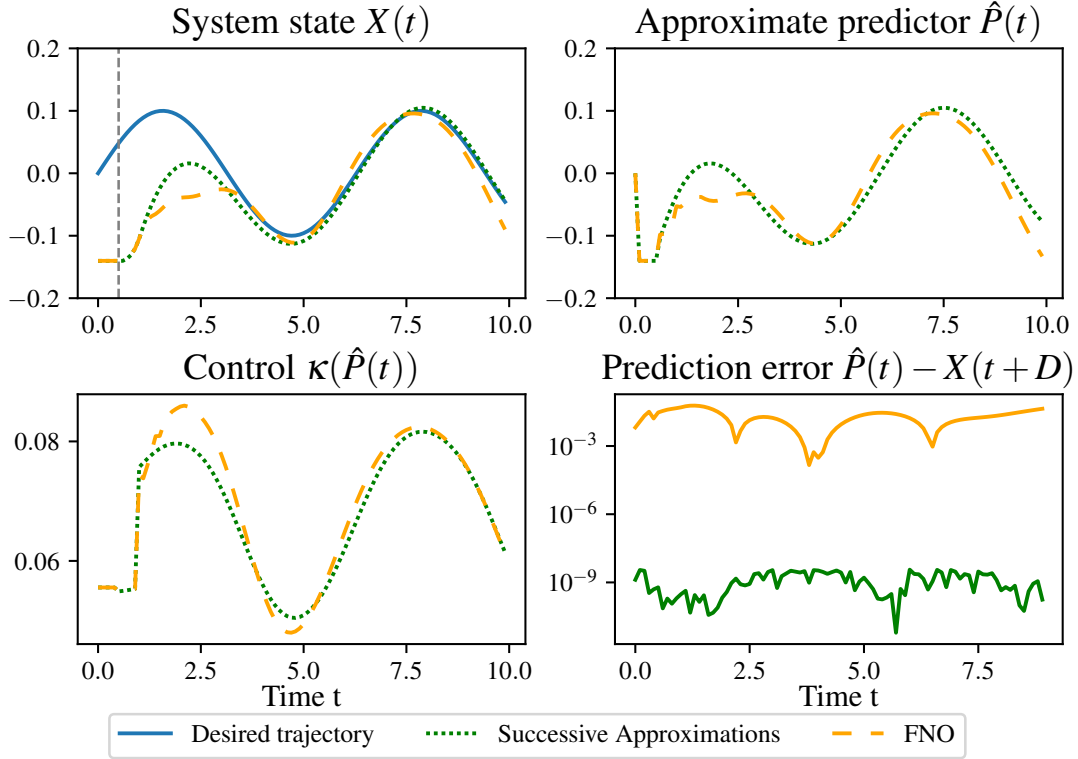 System state X(t)
0.2
0.1
0.0
−0.1
−0.2
0.0 2.5 5.0 7.5 10.0
Approximate predictor P̂(t)
0.2
0.1
0.0
−0.1
−0.2
0.0 2.5 5.0 7.5 10.0
Control κ(P̂(t))
0.08
0.06
0.0 2.5 5.0 7.5 10.0
Time t
Prediction error P̂(t) − X(t + D)
10⁻³
10⁻⁶
10⁻⁹
0.0 2.5 5.0 7.5
Time t
Desired trajectory Successive Approximations FNO